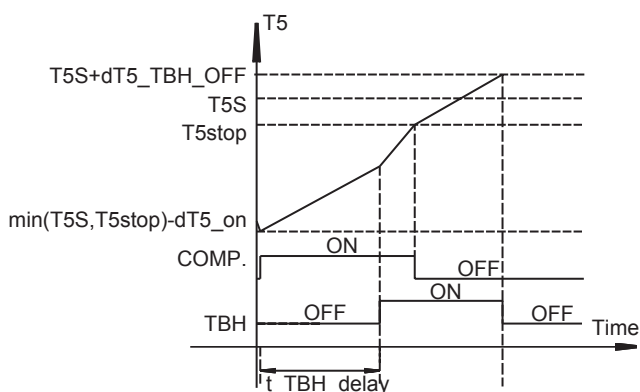 T5
T5S+dT5_TBH_OFF
T5S
T5stop
min(T5S,T5stop)-dT5_on
ON
COMP.
OFF
ON
OFF
OFF
TBH
Time
t_TBH_delay